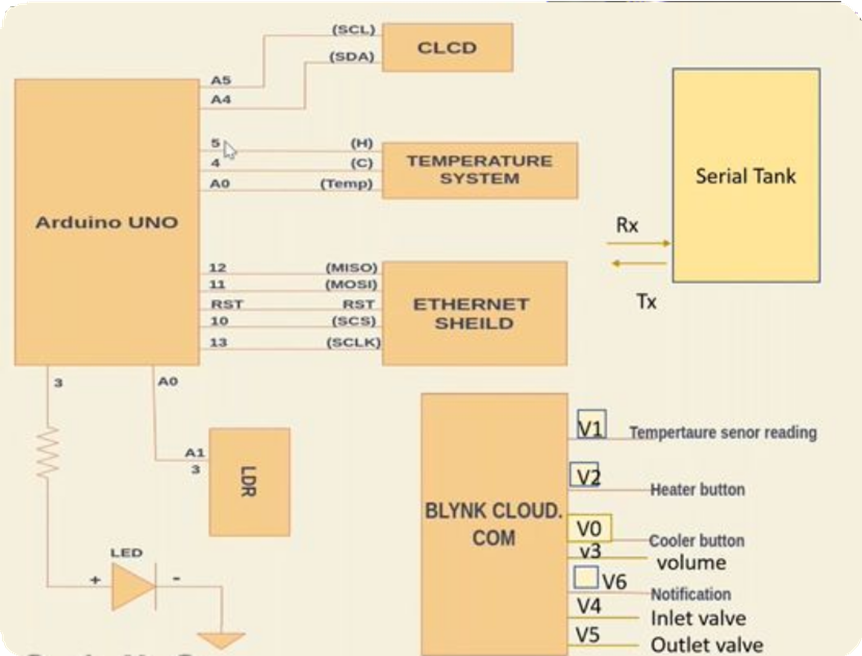 (SCL)
CLCD
(SDA)
A5
A4
5
(H)
4
(C)
A0
(Temp)
TEMPERATURE
SYSTEM
Arduino UNO
Serial Tank
Rx
Tx
12
(MISO)
11
(MOSI)
RST
RST
10
(SCS)
13
(SCLK)
ETHERNET
SHEILD
3
A0
A1
3
LDR
LED
+
-
BLYNK CLOUD.
COM
V1
Tempertaure senor reading
V2
Heater button
V0
Cooler button
v3
volume
V6
Notification
V4
Inlet valve
V5
Outlet valve